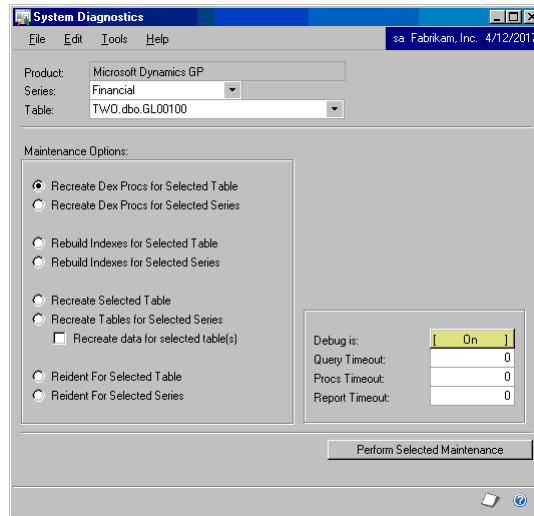 System Diagnostics
File Edit Tools Help sa Fabrikam, Inc. 4/12/2017
Product: Microsoft Dynamics GP
Series: Financial
Table: TWO.dbo.GL00100
Maintenance Options:
Recreate Dex Procs for Selected Table
Recreate Dex Procs for Selected Series
Rebuild Indexes for Selected Table
Rebuild Indexes for Selected Series
Recreate Selected Table
Recreate Tables for Selected Series
Recreate data for selected table(s)
Reident For Selected Table
Reident For Selected Series
Debug is: [ On ]
Query Timeout: 0
Procs Timeout: 0
Report Timeout: 0
Perform Selected Maintenance